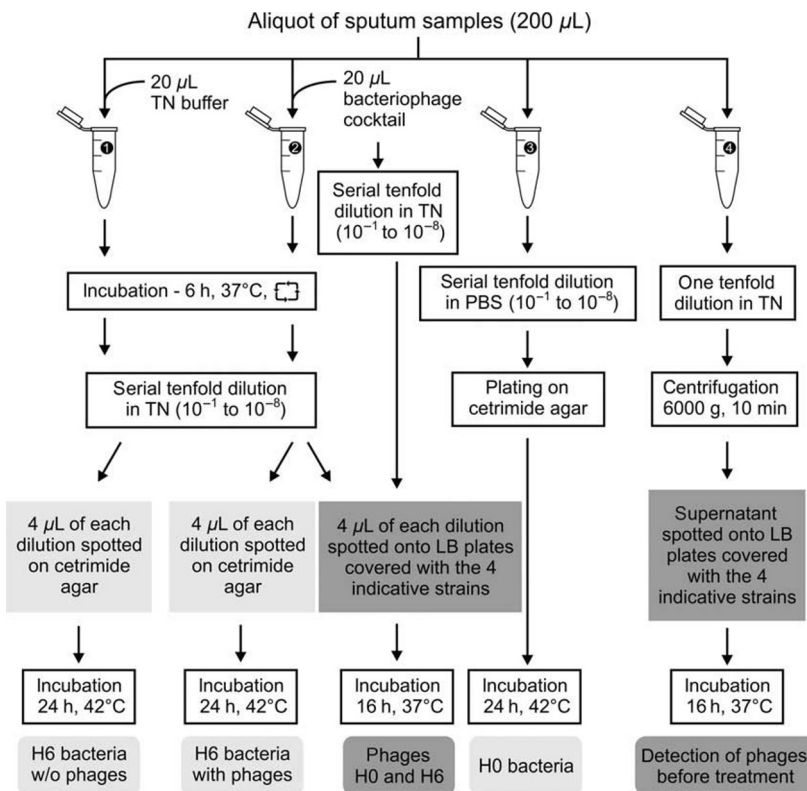 Aliquot of sputum samples (200 µL)
20 µL
TN buffer
20 µL
bacteriophage
cocktail
1
2
3
4
Serial tenfold
dilution in TN
(10⁻¹ to 10⁻⁸)
Incubation - 6 h, 37°C,
Serial tenfold dilution
in PBS (10⁻¹ to 10⁻⁸)
One tenfold
dilution in TN
Serial tenfold dilution
in TN (10⁻¹ to 10⁻⁸)
Plating on
cetrimide agar
Centrifugation
6000 g, 10 min
4 µL of each
dilution spotted
on cetrimide
agar
4 µL of each
dilution spotted
on cetrimide
agar
4 µL of each dilution
spotted onto LB plates
covered with the 4
indicative strains
Supernatant
spotted onto LB
plates covered
with the 4
indicative strains
Incubation
24 h, 42°C
Incubation
24 h, 42°C
Incubation
16 h, 37°C
Incubation
24 h, 42°C
Incubation
16 h, 37°C
H6 bacteria
w/o phages
H6 bacteria
with phages
Phages
H0 and H6
H0 bacteria
Detection of phages
before treatment